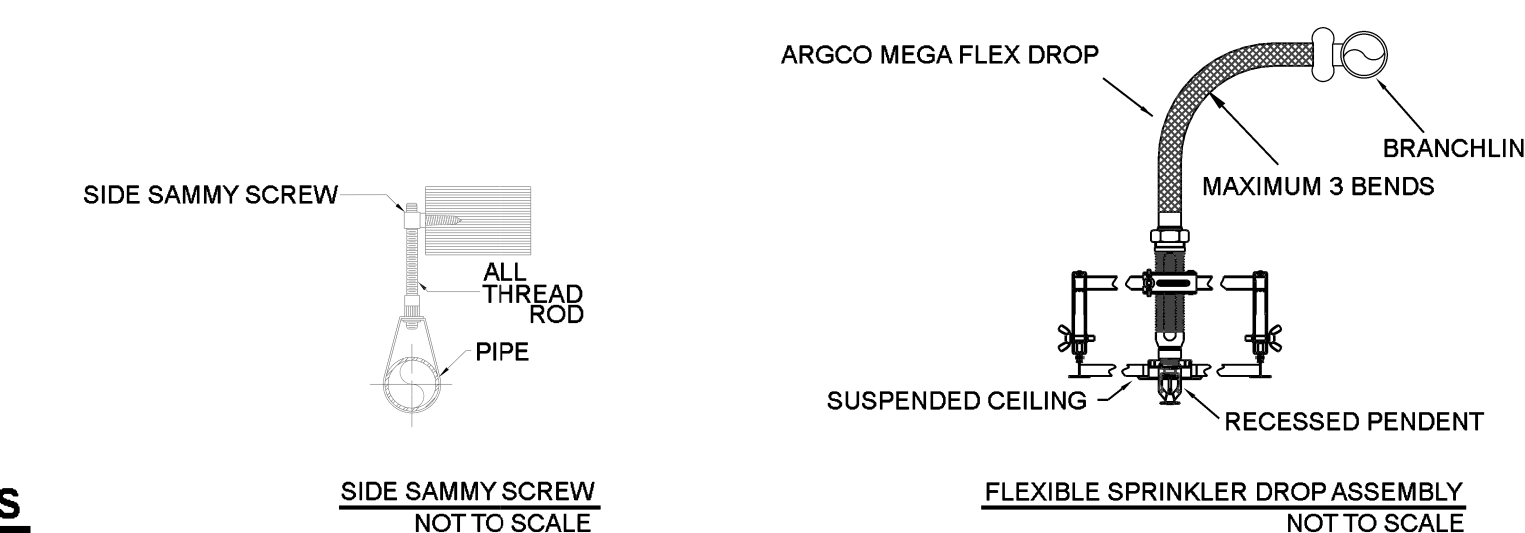 SIDE SAMMY SCREW
ALL
THREAD
ROD
PIPE
SIDE SAMMY SCREW
NOT TO SCALE
S
ARGCO MEGA FLEX DROP
BRANCHLIN
MAXIMUM 3 BENDS
SUSPENDED CEILING
RECESSED PENDENT
FLEXIBLE SPRINKLER DROP ASSEMBLY
NOT TO SCALE